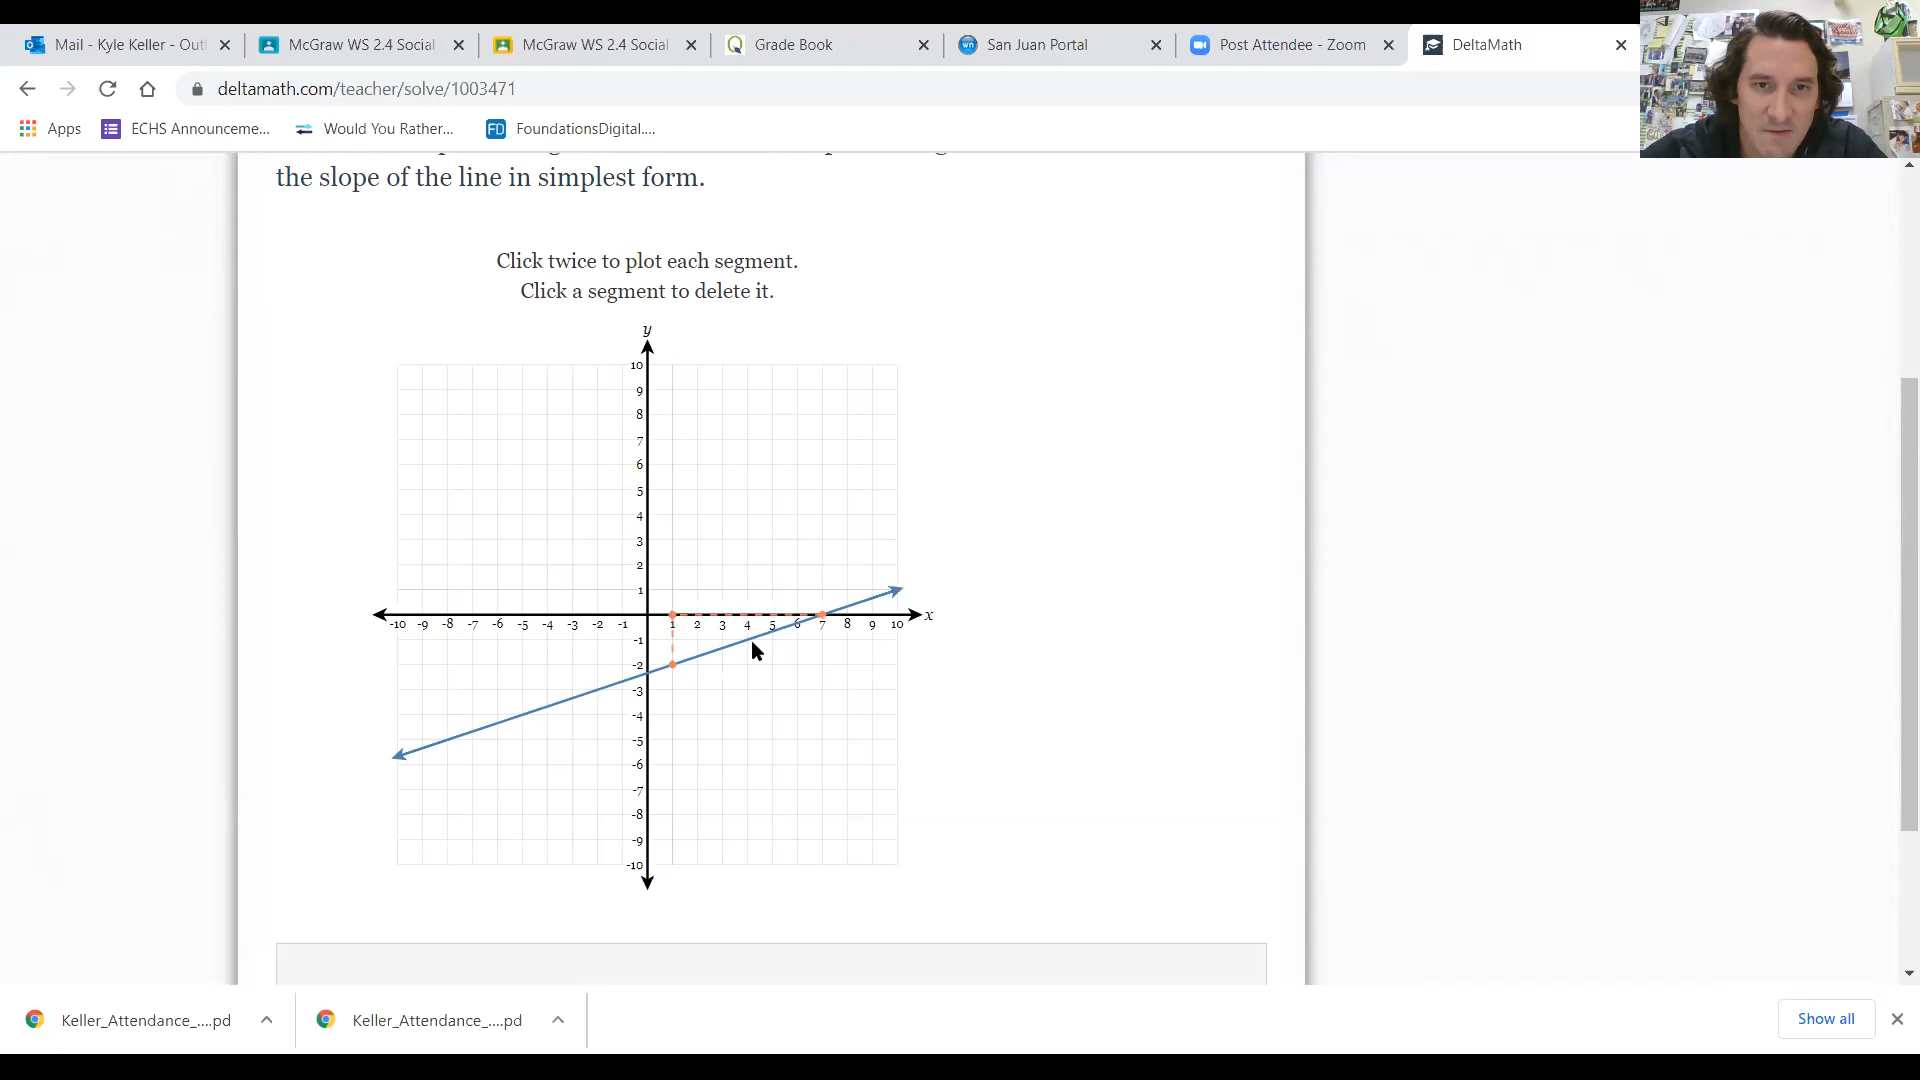 Mail - Kyle Keller - Outl
McGraw WS 2.4 Social
McGraw WS 2.4 Social
Grade Book
San Juan Portal
Post Attendee - Zoom
DeltaMath
deltamath.com/teacher/solve/1003471
Apps
ECHS Announceme...
Would You Rather...
FD FoundationsDigital....
the slope of the line in simplest form.
Click twice to plot each segment.
Click a segment to delete it.
y
10
9
8
7
6
5
4
3
2
1
x
-10 -9 -8 -7 -6 -5 -4 -3 -2 -1 1 2 3 4 5 6 7 8 9 10
-1
-2
-3
-4
-5
-6
-7
-8
-9
-10
Keller_Attendance_....pd
Keller_Attendance_....pd
Show all